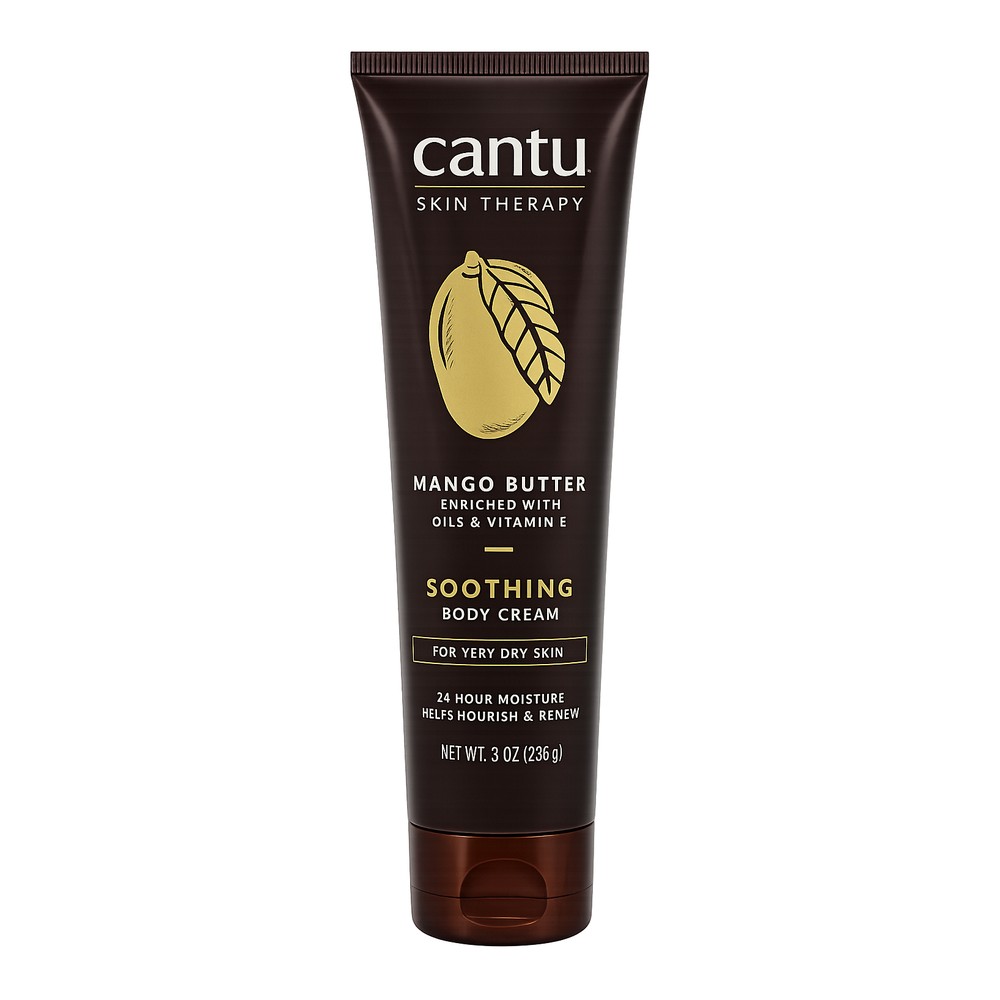 cantu
SKIN THERAPY
MANGO BUTTER
ENRICHED WITH
OILS & VITAMIN E
SOOTHING
BODY CREAM
FOR YERY DRY SKIN
24 HOUR MOISTURE
HELFS HOURISH & RENEW
NET WT. 3 OZ (236 g)